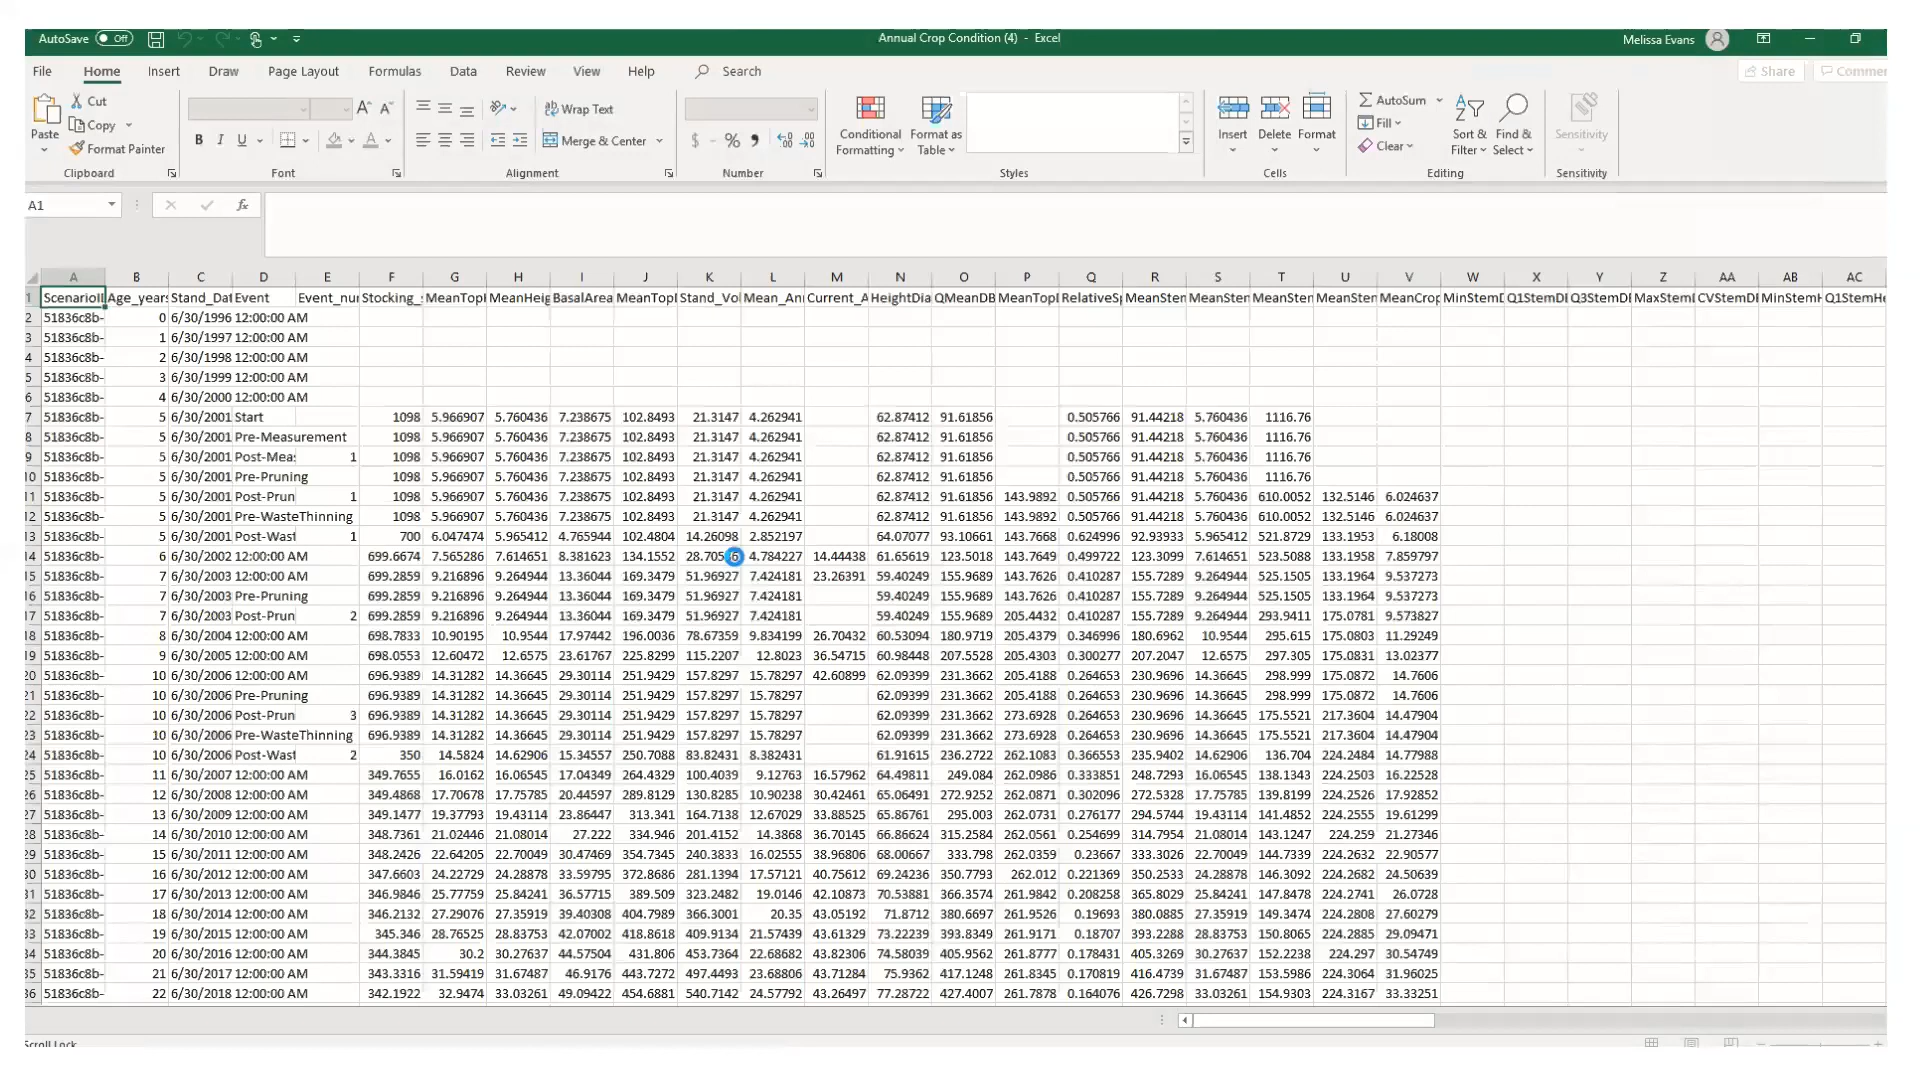 AutoSave Off Annual Crop Condition (4) - Excel Melissa Evans
File Home Insert Draw Page Layout Formulas Data Review View Help Search Share Commer
Paste Cut Copy Format Painter
B I U
Wrap Text
Merge & Center
$ % 9
Conditional Formatting
Format as Table
Insert Delete Format
AutoSum Fill Clear
Sort & Filter
Find & Select
Sensitivity
Clipboard Font Alignment Number Styles Cells Editing Sensitivity
A1 fx
A B C D E F G H I J K L M N O P Q R S T U V W X Y Z AA AB AC
1 ScenarioI Age_years Stand_Dat Event Event_nu Stocking_ MeanTop MeanHeig BasalArea MeanTop Stand_Vol Mean_An Current_A HeightDia QMeanDB MeanTop RelativeSp MeanStem MeanStem MeanStem MeanStem MeanCrop MinStemD Q1StemD Q3StemD MaxStemD CVStemD MinStemH Q1StemHe
2 51836c8b- 0 6/30/1996 12:00:00 AM
3 51836c8b- 1 6/30/1997 12:00:00 AM
4 51836c8b- 2 6/30/1998 12:00:00 AM
5 51836c8b- 3 6/30/1999 12:00:00 AM
6 51836c8b- 4 6/30/2000 12:00:00 AM
7 51836c8b- 5 6/30/2001 Start 1098 5.966907 5.760436 7.238675 102.8493 21.3147 4.262941 62.87412 91.61856 0.505766 91.44218 5.760436 1116.76
8 51836c8b- 5 6/30/2001 Pre-Measurement 1098 5.966907 5.760436 7.238675 102.8493 21.3147 4.262941 62.87412 91.61856 0.505766 91.44218 5.760436 1116.76
9 51836c8b- 5 6/30/2001 Post-Meas 1 1098 5.966907 5.760436 7.238675 102.8493 21.3147 4.262941 62.87412 91.61856 0.505766 91.44218 5.760436 1116.76
10 51836c8b- 5 6/30/2001 Pre-Pruning 1098 5.966907 5.760436 7.238675 102.8493 21.3147 4.262941 62.87412 91.61856 0.505766 91.44218 5.760436 1116.76
11 51836c8b- 5 6/30/2001 Post-Prun 1 1098 5.966907 5.760436 7.238675 102.8493 21.3147 4.262941 62.87412 91.61856 143.9892 0.505766 91.44218 5.760436 610.0052 132.5146 6.024637
12 51836c8b- 5 6/30/2001 Pre-WasteThinning 1098 5.966907 5.760436 7.238675 102.8493 21.3147 4.262941 62.87412 91.61856 143.9892 0.505766 91.44218 5.760436 610.0052 132.5146 6.024637
13 51836c8b- 5 6/30/2001 Post-Wast 1 700 6.047474 5.965412 4.765944 102.4804 14.26098 2.852197 64.07077 93.10661 143.7668 0.624996 92.93933 5.965412 521.8729 133.1953 6.18008
14 51836c8b- 6 6/30/2002 12:00:00 AM 699.6674 7.565286 7.614651 8.381623 134.1552 4.784227 14.44438 61.65619 123.5018 143.7649 0.499722 123.3099 7.614651 523.5088 133.1958 7.859797
15 51836c8b- 7 6/30/2003 12:00:00 AM 699.2859 9.216896 9.264944 13.36044 169.3479 51.96927 7.424181 23.26391 59.40249 155.9689 143.7626 0.410287 155.7289 9.264944 525.1505 133.1964 9.537273
16 51836c8b- 7 6/30/2003 Pre-Pruning 699.2859 9.216896 9.264944 13.36044 169.3479 51.96927 7.424181 59.40249 155.9689 143.7626 0.410287 155.7289 9.264944 525.1505 133.1964 9.537273
17 51836c8b- 7 6/30/2003 Post-Prun 2 699.2859 9.216896 9.264944 13.36044 169.3479 51.96927 7.424181 59.40249 155.9689 205.4432 0.410287 155.7289 9.264944 293.9411 175.0781 9.573827
18 51836c8b- 8 6/30/2004 12:00:00 AM 698.7833 10.90195 10.9544 17.97442 196.0036 78.67359 9.834199 26.70432 60.53094 180.9719 205.4379 0.346996 180.6962 10.9544 295.615 175.0803 11.29249
19 51836c8b- 9 6/30/2005 12:00:00 AM 698.0553 12.60472 12.6575 23.61767 225.8299 115.2207 12.8023 36.54715 60.98448 207.5528 205.4303 0.300277 207.2047 12.6575 297.305 175.0831 13.02377
20 51836c8b- 10 6/30/2006 12:00:00 AM 696.9389 14.31282 14.36645 29.30114 251.9429 157.8297 15.78297 42.60899 62.09399 231.3662 205.4188 0.264653 230.9696 14.36645 298.999 175.0872 14.7606
21 51836c8b- 10 6/30/2006 Pre-Pruning 696.9389 14.31282 14.36645 29.30114 251.9429 157.8297 15.78297 62.09399 231.3662 205.4188 0.264653 230.9696 14.36645 298.999 175.0872 14.7606
22 51836c8b- 10 6/30/2006 Post-Prun 3 696.9389 14.31282 14.36645 29.30114 251.9429 157.8297 15.78297 62.09399 231.3662 273.6928 0.264653 230.9696 14.36645 175.5521 217.3604 14.47904
23 51836c8b- 10 6/30/2006 Pre-WasteThinning 696.9389 14.31282 14.36645 29.30114 251.9429 157.8297 15.78297 62.09399 231.3662 273.6928 0.264653 230.9696 14.36645 175.5521 217.3604 14.47904
24 51836c8b- 10 6/30/2006 Post-Wast 2 350 14.5824 14.62906 15.34557 250.7088 83.82431 8.382431 61.91615 236.2722 262.1083 0.366553 235.9402 14.62906 136.704 224.2484 14.77988
25 51836c8b- 11 6/30/2007 12:00:00 AM 349.7655 16.0162 16.06545 17.04349 264.4329 100.4039 9.12763 16.57962 64.49811 249.084 262.0986 0.333851 248.7293 16.06545 138.1343 224.2503 16.22528
26 51836c8b- 12 6/30/2008 12:00:00 AM 349.4868 17.70678 17.75785 20.44597 289.8129 130.8285 10.90238 30.42461 65.06491 272.9252 262.0871 0.302096 272.5328 17.75785 139.8199 224.2526 17.92852
27 51836c8b- 13 6/30/2009 12:00:00 AM 349.1477 19.37793 19.43114 23.86447 313.341 164.7138 12.67029 33.88525 65.86761 295.003 262.0731 0.276177 294.5744 19.43114 141.4852 224.2555 19.61299
28 51836c8b- 14 6/30/2010 12:00:00 AM 348.7361 21.02446 21.08014 27.222 334.946 201.4152 14.3868 36.70145 66.86624 315.2584 262.0561 0.254699 314.7954 21.08014 143.1247 224.259 21.27346
29 51836c8b- 15 6/30/2011 12:00:00 AM 348.2426 22.64205 22.70049 30.47469 354.7345 240.3833 16.02555 38.96806 68.00667 333.798 262.0359 0.23667 333.3026 22.70049 144.7339 224.2632 22.90577
30 51836c8b- 16 6/30/2012 12:00:00 AM 347.6603 24.22729 24.28878 33.59795 372.8686 281.1394 17.57121 40.75612 69.24236 350.7793 262.012 0.221369 350.2533 24.28878 146.3092 224.2682 24.50639
31 51836c8b- 17 6/30/2013 12:00:00 AM 346.9846 25.77759 25.84241 36.57715 389.509 323.2482 19.0146 42.10873 70.53881 366.3574 261.9842 0.208258 365.8029 25.84241 147.8478 224.2741 26.0728
32 51836c8b- 18 6/30/2014 12:00:00 AM 346.2132 27.29076 27.35919 39.40308 404.7989 366.3001 20.35 43.05192 71.8712 380.6697 261.9526 0.19693 380.0885 27.35919 149.3474 224.2808 27.60279
33 51836c8b- 19 6/30/2015 12:00:00 AM 345.346 28.76525 28.83753 42.07002 418.8618 409.9134 21.57439 43.61329 73.22239 393.8349 261.9171 0.18707 393.2288 28.83753 150.8065 224.2885 29.09471
34 51836c8b- 20 6/30/2016 12:00:00 AM 344.3845 30.2 30.27637 44.57504 431.806 453.7364 22.68682 43.82306 74.58039 405.9562 261.8777 0.178431 405.3269 30.27637 152.2238 224.297 30.54749
35 51836c8b- 21 6/30/2017 12:00:00 AM 343.3316 31.59419 31.67487 46.9176 443.7272 497.4493 23.68806 43.71284 75.9362 417.1248 261.8345 0.170819 416.4739 31.67487 153.5986 224.3064 31.96025
36 51836c8b- 22 6/30/2018 12:00:00 AM 342.1922 32.9474 33.03261 49.09422 454.6881 540.7142 24.57792 43.26497 77.28722 427.4007 261.7878 0.164076 426.7298 33.03261 154.9303 224.3167 33.33251
Scroll Lock